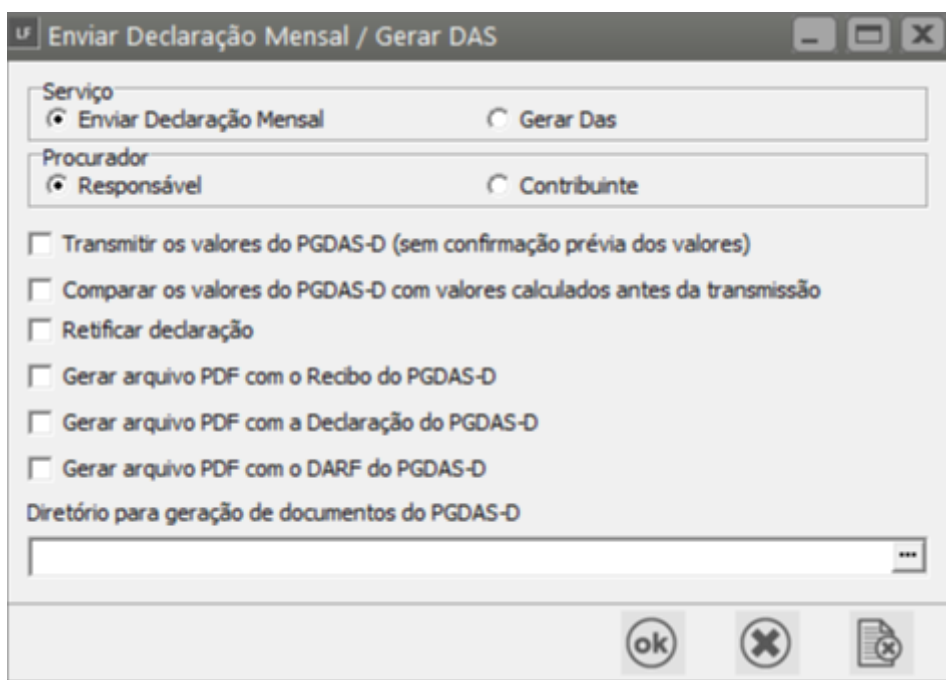 LF Enviar Declaração Mensal / Gerar DAS
Serviço
Enviar Declaração Mensal Gerar Das
Procurador
Responsável Contribuinte
Transmitir os valores do PGDAS-D (sem confirmação prévia dos valores)
Comparar os valores do PGDAS-D com valores calculados antes da transmissão
Retificar declaração
Gerar arquivo PDF com o Recibo do PGDAS-D
Gerar arquivo PDF com a Declaração do PGDAS-D
Gerar arquivo PDF com o DARF do PGDAS-D
Diretório para geração de documentos do PGDAS-D
...
ok